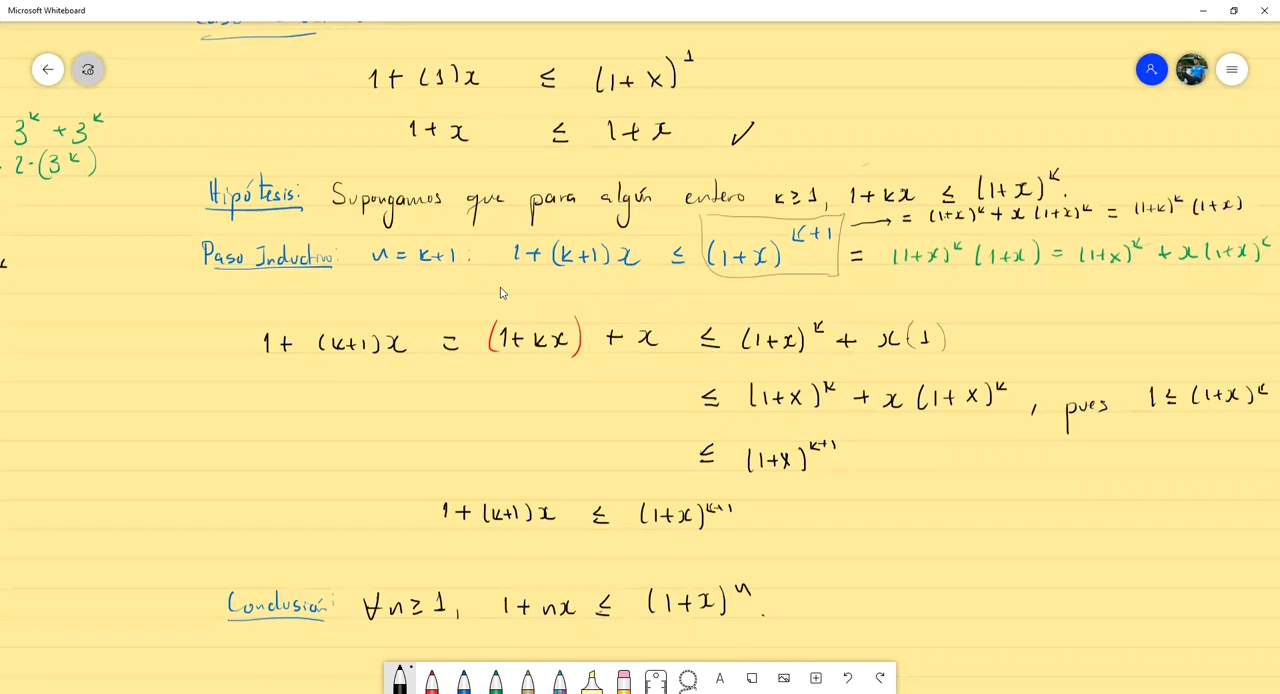 Microsoft Whiteboard
1 + (1)x ≤ (1+x)^1
1 + x ≤ 1 + x ✓
3^k + 3^k
2·(3^k)
Hipótesis: Supongamos que para algún entero k ≥ 1, 1 + kx ≤ (1+x)^k.
→ = (1+x)^k + x(1+x)^k = (1+k)^k (1+x)
Paso Inductivo: n = k+1: 1 + (k+1)x ≤ (1+x)^k+1 = (1+x)^k (1+x) = (1+x)^k + x(1+x)^k
k
1 + (k+1)x = (1 + kx) + x ≤ (1+x)^k + x(1)
≤ (1+x)^k + x(1+x)^k, pues 1 ≤ (1+x)^k
≤ (1+x)^k+1
1 + (k+1)x ≤ (1+x)^k+1
Conclusión: ∀n ≥ 1, 1 + nx ≤ (1+x)^n.
A